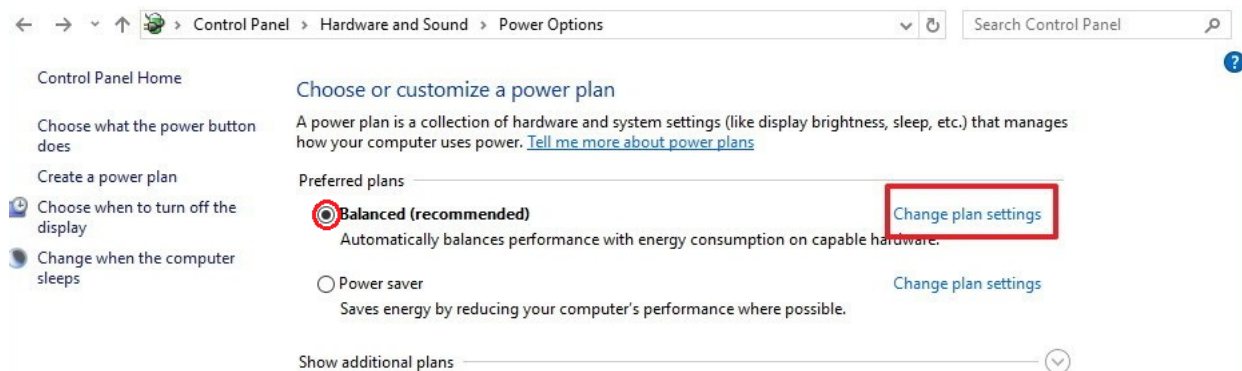 Control Panel > Hardware and Sound > Power Options
Search Control Panel
Control Panel Home
Choose what the power button
does
Create a power plan
Choose when to turn off the
display
Change when the computer
sleeps
Choose or customize a power plan
A power plan is a collection of hardware and system settings (like display brightness, sleep, etc.) that manages
how your computer uses power. Tell me more about power plans
Preferred plans
Balanced (recommended)
Change plan settings
Automatically balances performance with energy consumption on capable hardware.
Power saver
Change plan settings
Saves energy by reducing your computer's performance where possible.
Show additional plans